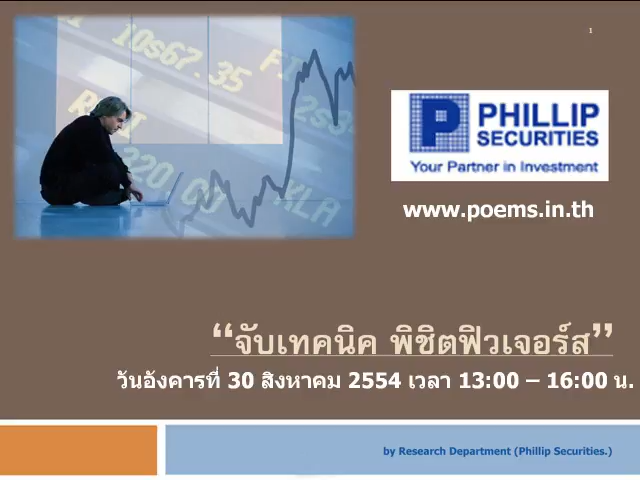 1
10s67.35
PHILLIP
SECURITIES
Your Partner in Investment
www.poems.in.th
“จับเทคนิค พิชิตฟิวเจอร์ส”
วันอังคารที่ 30 สิงหาคม 2554 เวลา 13:00 – 16:00 น.
by Research Department (Phillip Securities.)